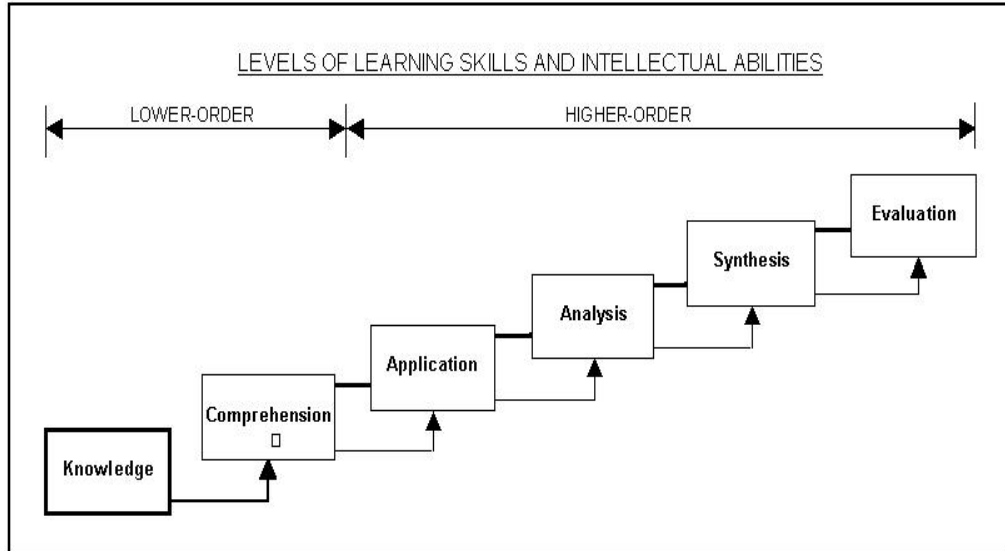 LEVELS OF LEARNING SKILLS AND INTELLECTUAL ABILITIES
LOWER-ORDER
HIGHER-ORDER
Evaluation
Synthesis
Analysis
Application
Comprehension
Knowledge